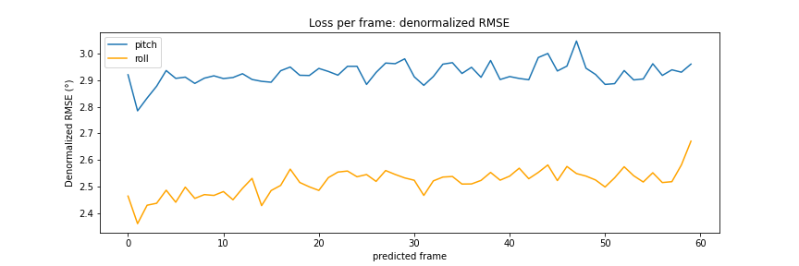 Loss per frame: denormalized RMSE
pitch
roll
Denormalized RMSE (°)
3.0
2.9
2.8
2.7
2.6
2.5
2.4
0 10 20 30 40 50 60
predicted frame